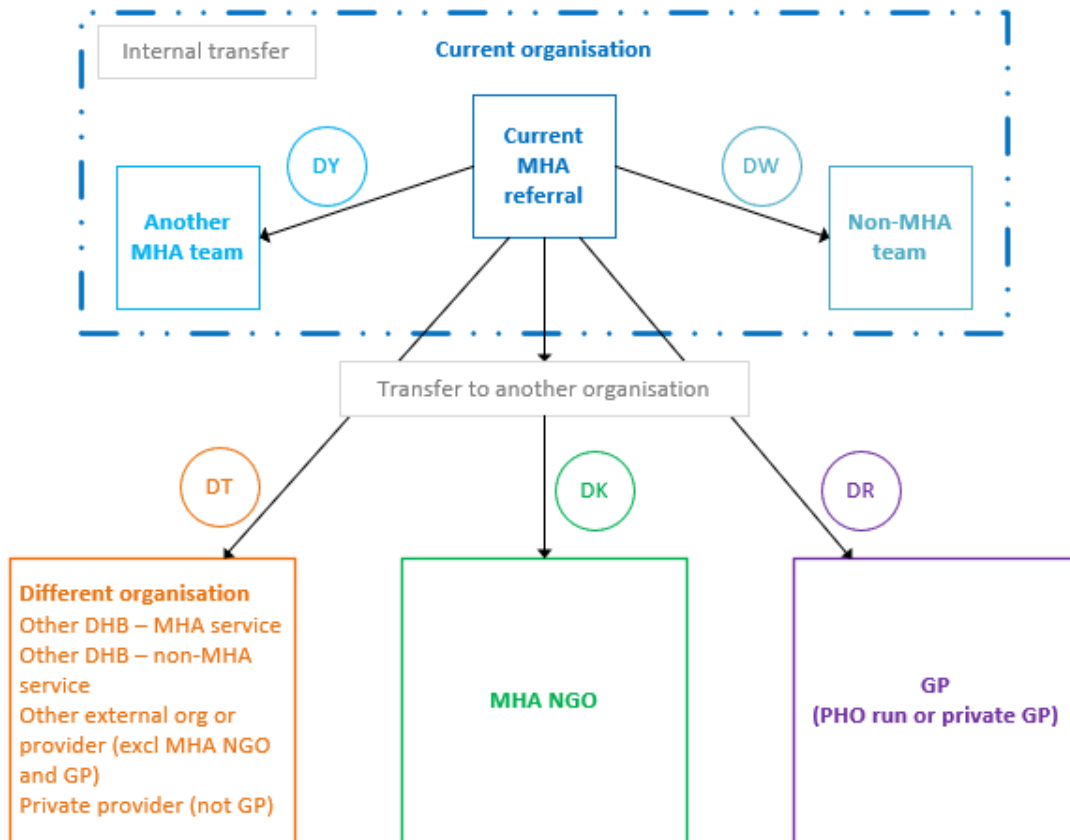 Internal transfer
Current organisation
Current
MHA
referral
DY
DW
Another
MHA team
Non-MHA
team
Transfer to another organisation
DT
DK
DR
Different organisation
Other DHB – MHA service
Other DHB – non-MHA
service
Other external org or
provider (excl MHA NGO
and GP)
Private provider (not GP)
MHA NGO
GP
(PHO run or private GP)